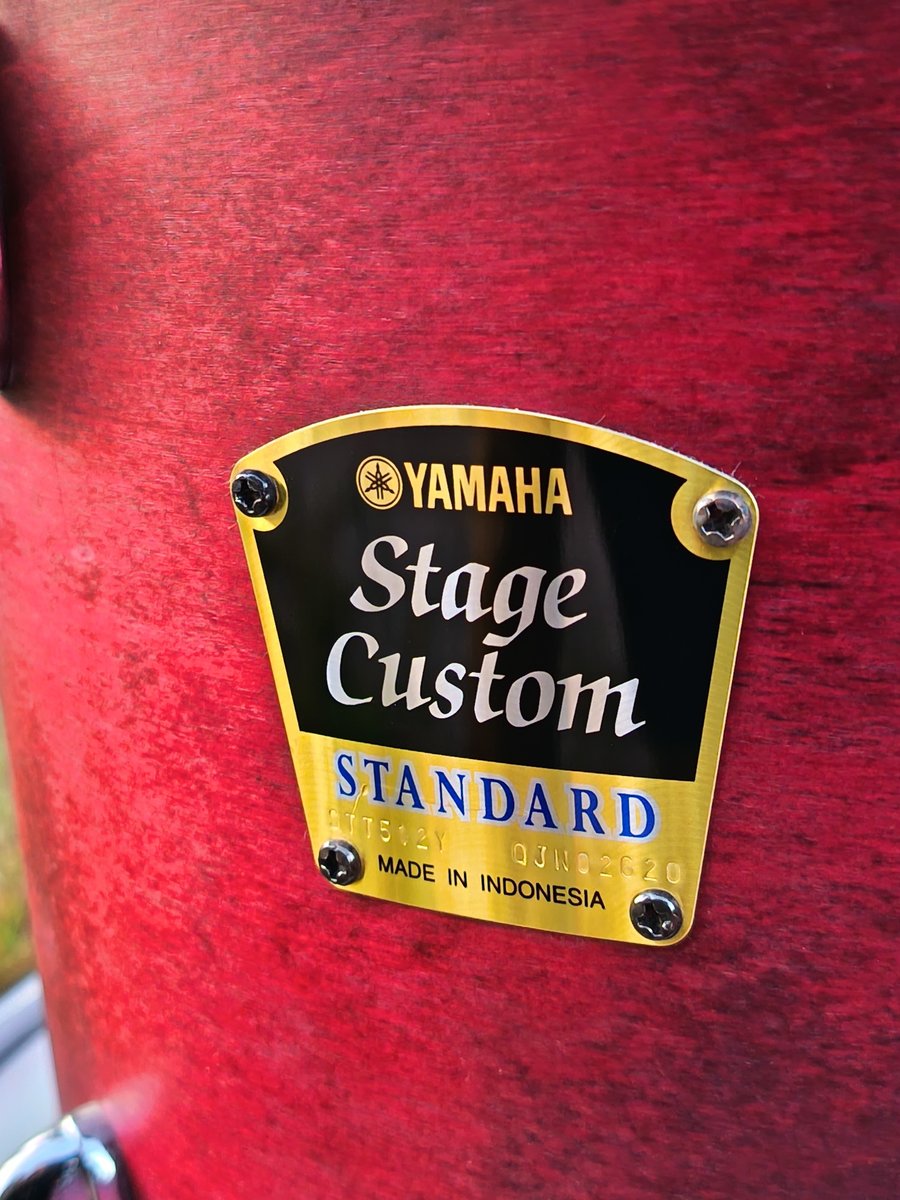 YAMAHA
Stage
Custom
STANDARD
MADE IN INDONESIA